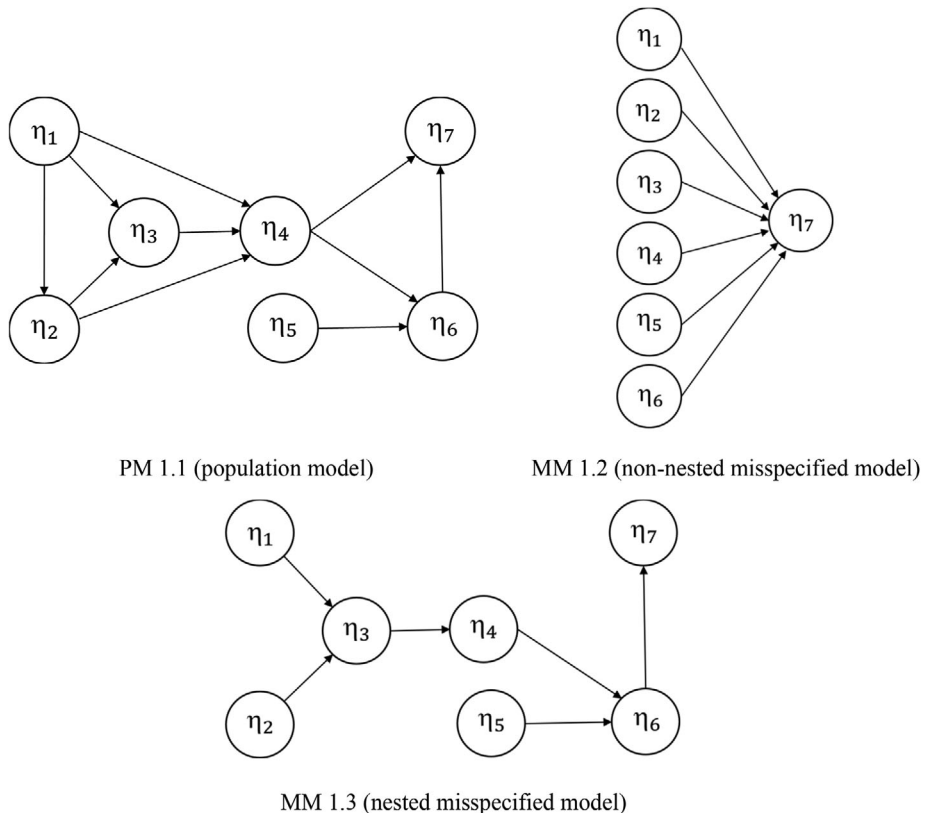 η1
η7
η3
η4
η2
η5
η6
PM 1.1 (population model)
η1
η2
η3
η4
η5
η6
η7
MM 1.2 (non-nested misspecified model)
η1
η7
η3
η4
η2
η5
η6
MM 1.3 (nested misspecified model)